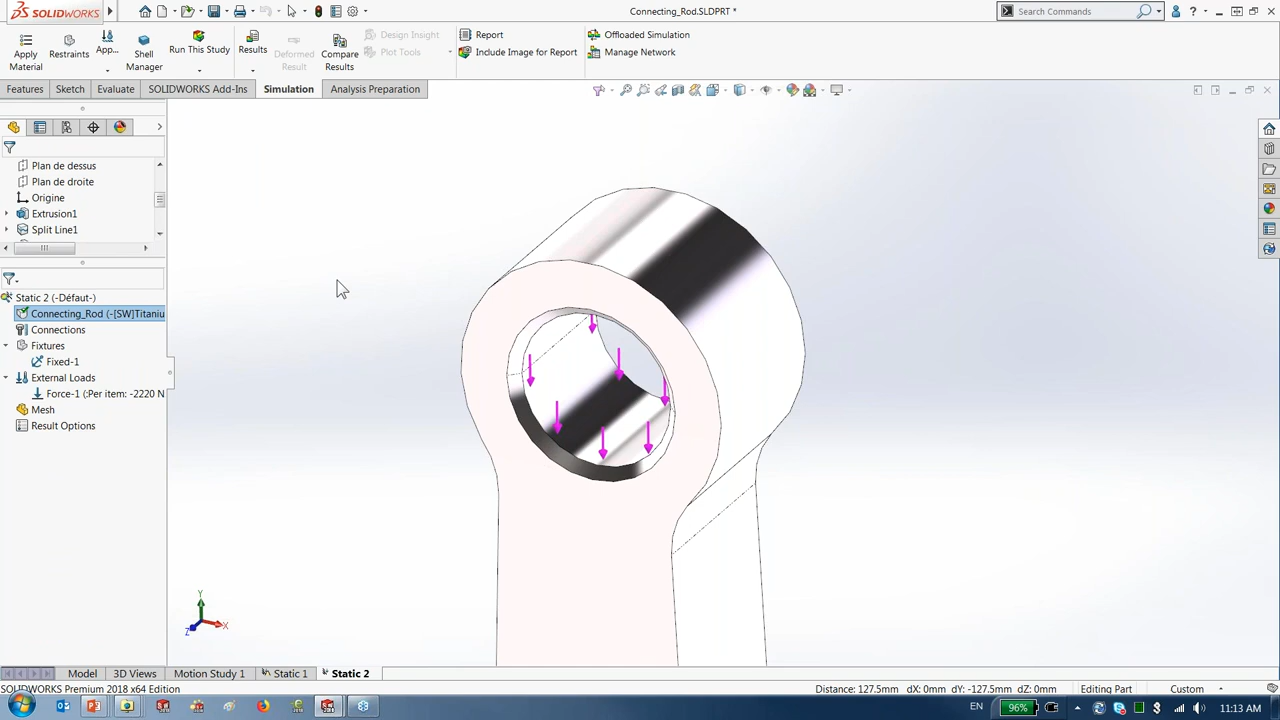 SOLIDWORKS
Connecting_Rod.SLDPRT *
Search Commands
Apply Material
Restraints
App...
Shell Manager
Run This Study
Results
Deformed Result
Compare Results
Design Insight
Plot Tools
Report
Include Image for Report
Offloaded Simulation
Manage Network
Features
Sketch
Evaluate
SOLIDWORKS Add-Ins
Simulation
Analysis Preparation
Plan de dessus
Plan de droite
Origine
Extrusion1
Split Line1
Static 2 (-Défaut-)
Connecting_Rod (-[SW]Titaniu
Connections
Fixtures
Fixed-1
External Loads
Force-1 (:Per item: -2220 N
Mesh
Result Options
Y
X
Z
Model
3D Views
Motion Study 1
Static 1
Static 2
SOLIDWORKS Premium 2018 x64 Edition
Distance: 127.5mm dX: 0mm dY: -127.5mm dZ: 0mm
Editing Part
Custom
EN
96%
11:13 AM